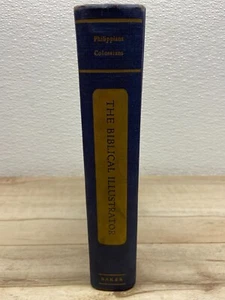 Philippians
Colossians
THE BIBLICAL ILLUSTRATOR
BAKER